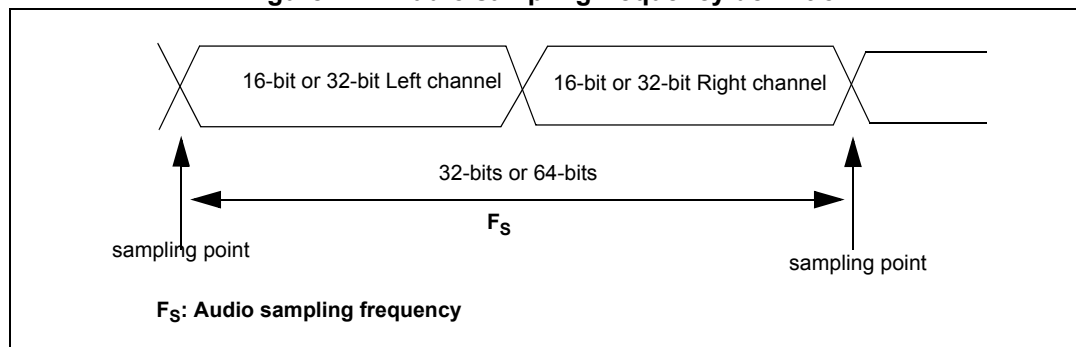 16-bit or 32-bit Left channel 16-bit or 32-bit Right channel
32-bits or 64-bits
FS
sampling point
sampling point
FS: Audio sampling frequency